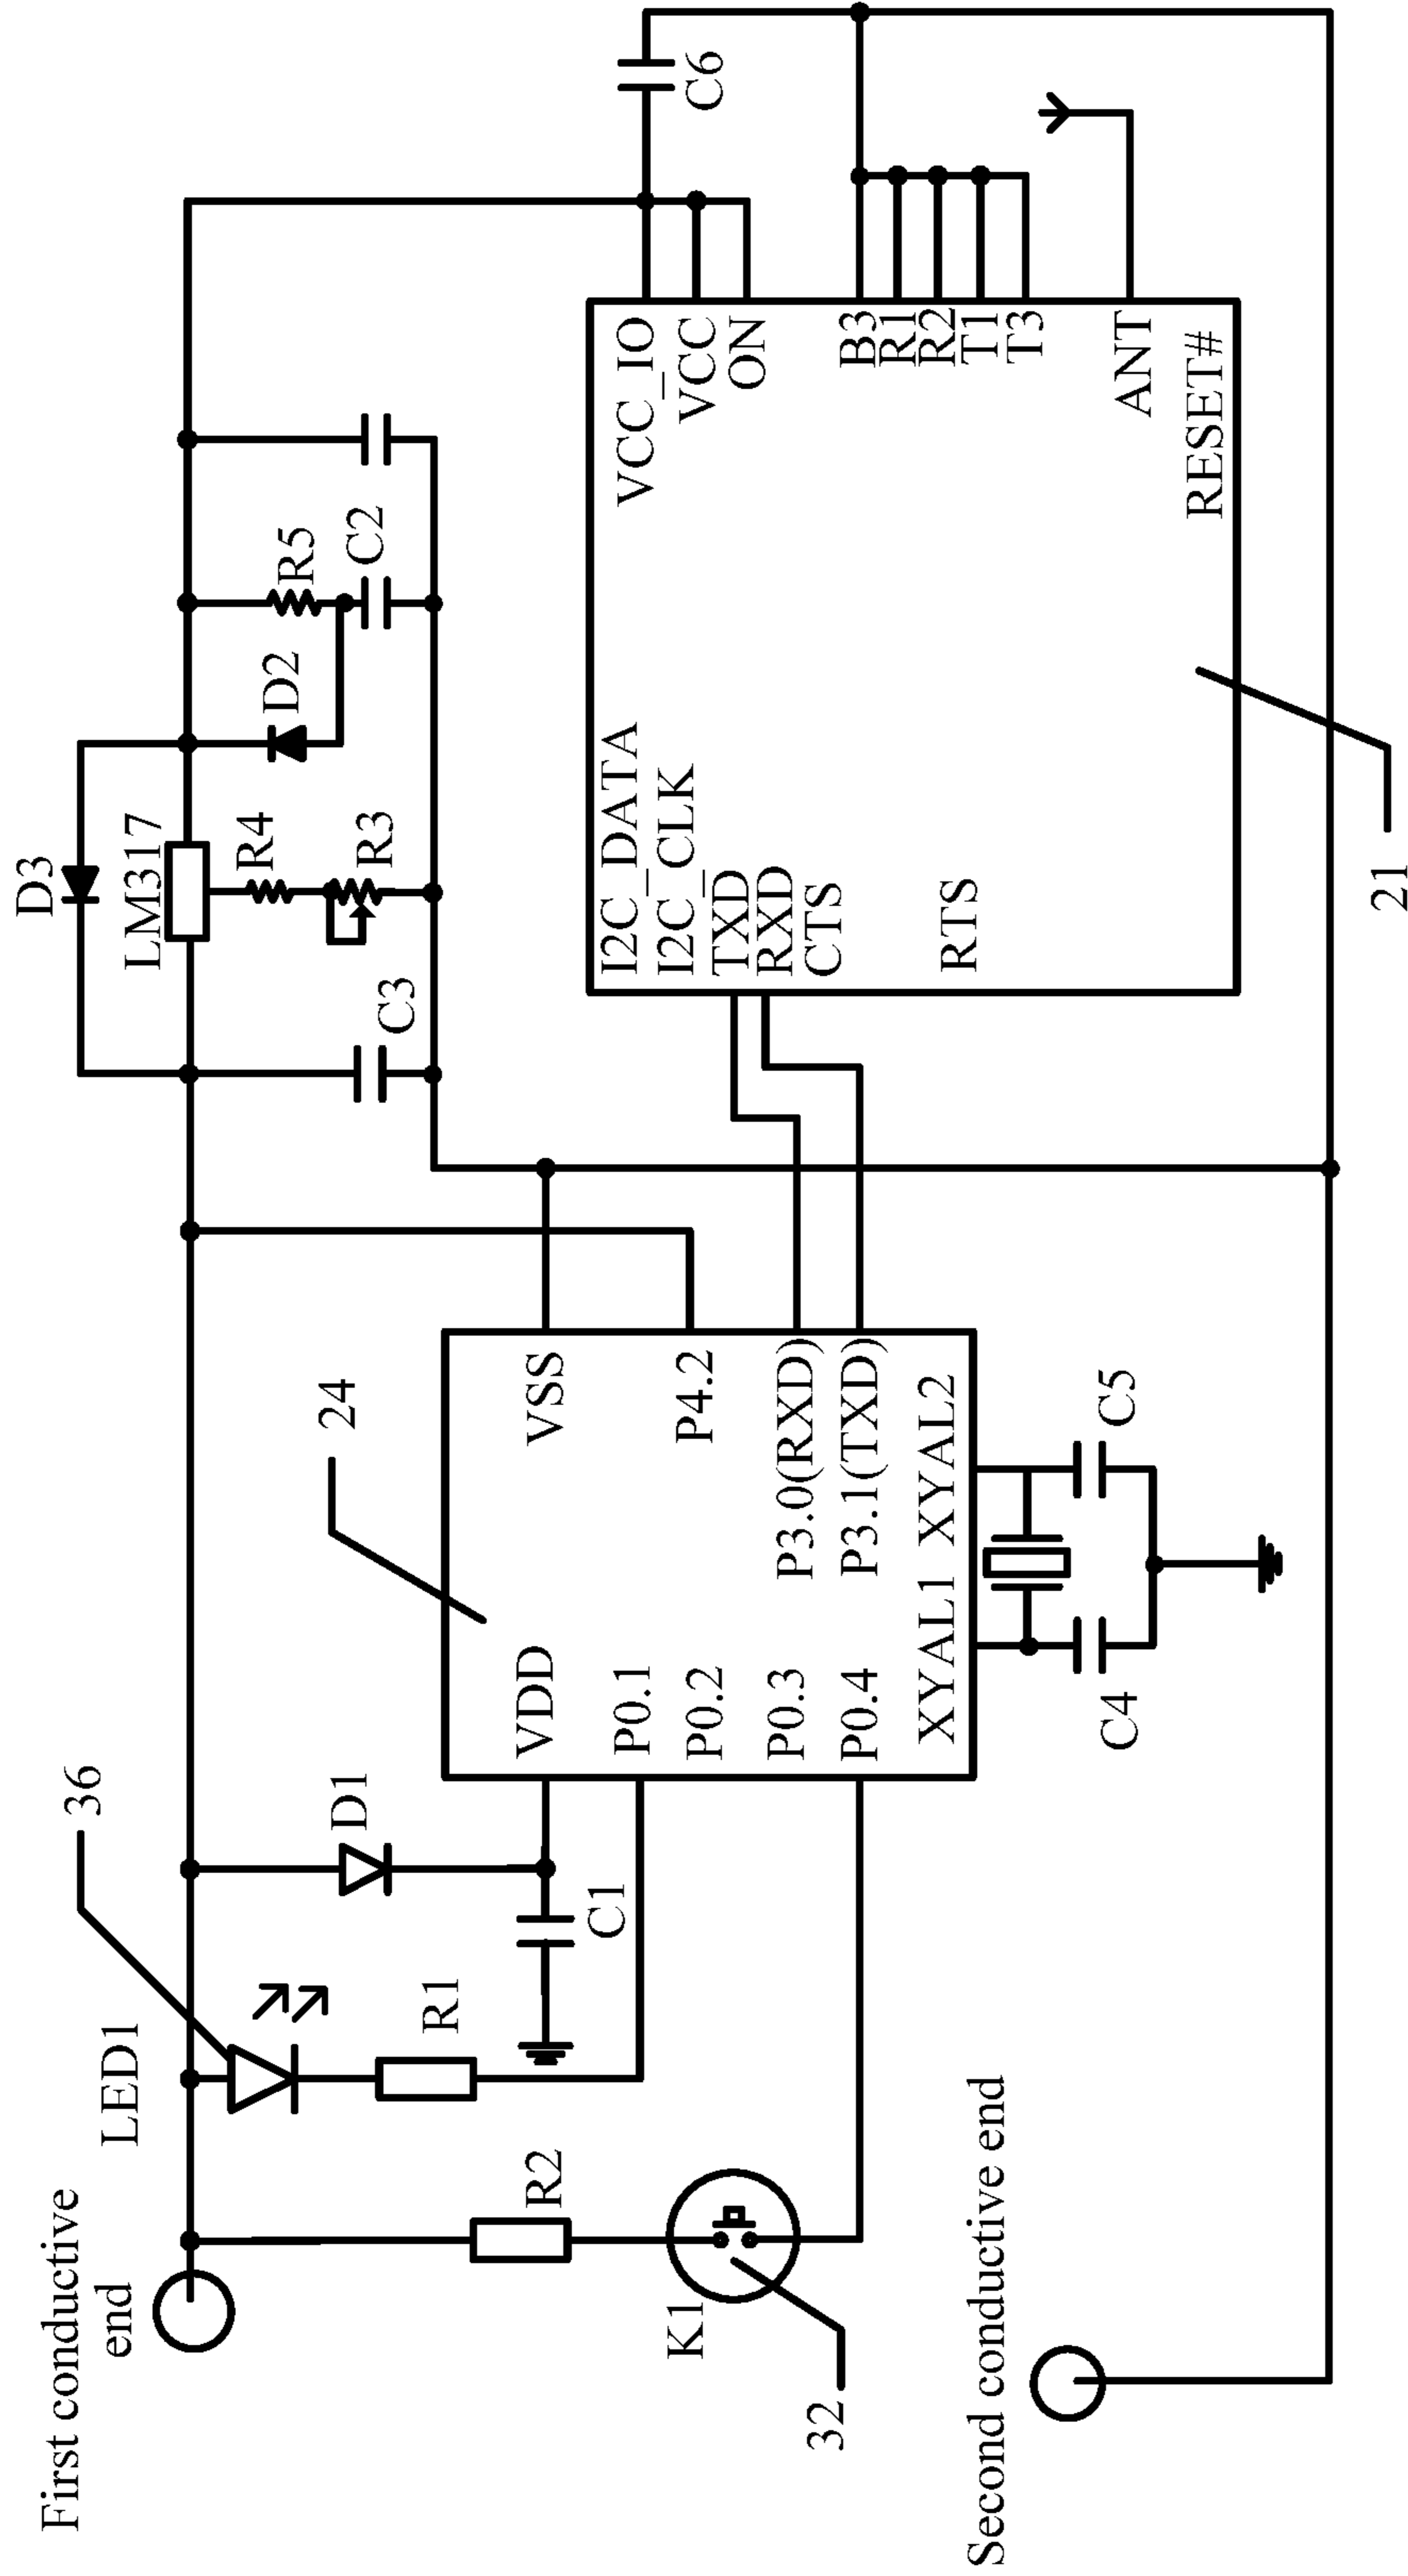 First conductive
end
LED1
36
D1
R1
C1
R2
K1
32
Second conductive end
24
VDD
VSS
P0.1
P4.2
P0.2
P0.3
P3.0(RXD)
P0.4
P3.1(TXD)
XYAL1
XYAL2
C4
C5
D3
LM317
C3
R4
R3
D2
R5
C2
C6
I2C_DATA
VCC_IO
I2C_CLK
VCC
TXD
ON
RXD
CTS
B3
R1
R2
RTS
T1
T3
ANT
RESET#
21